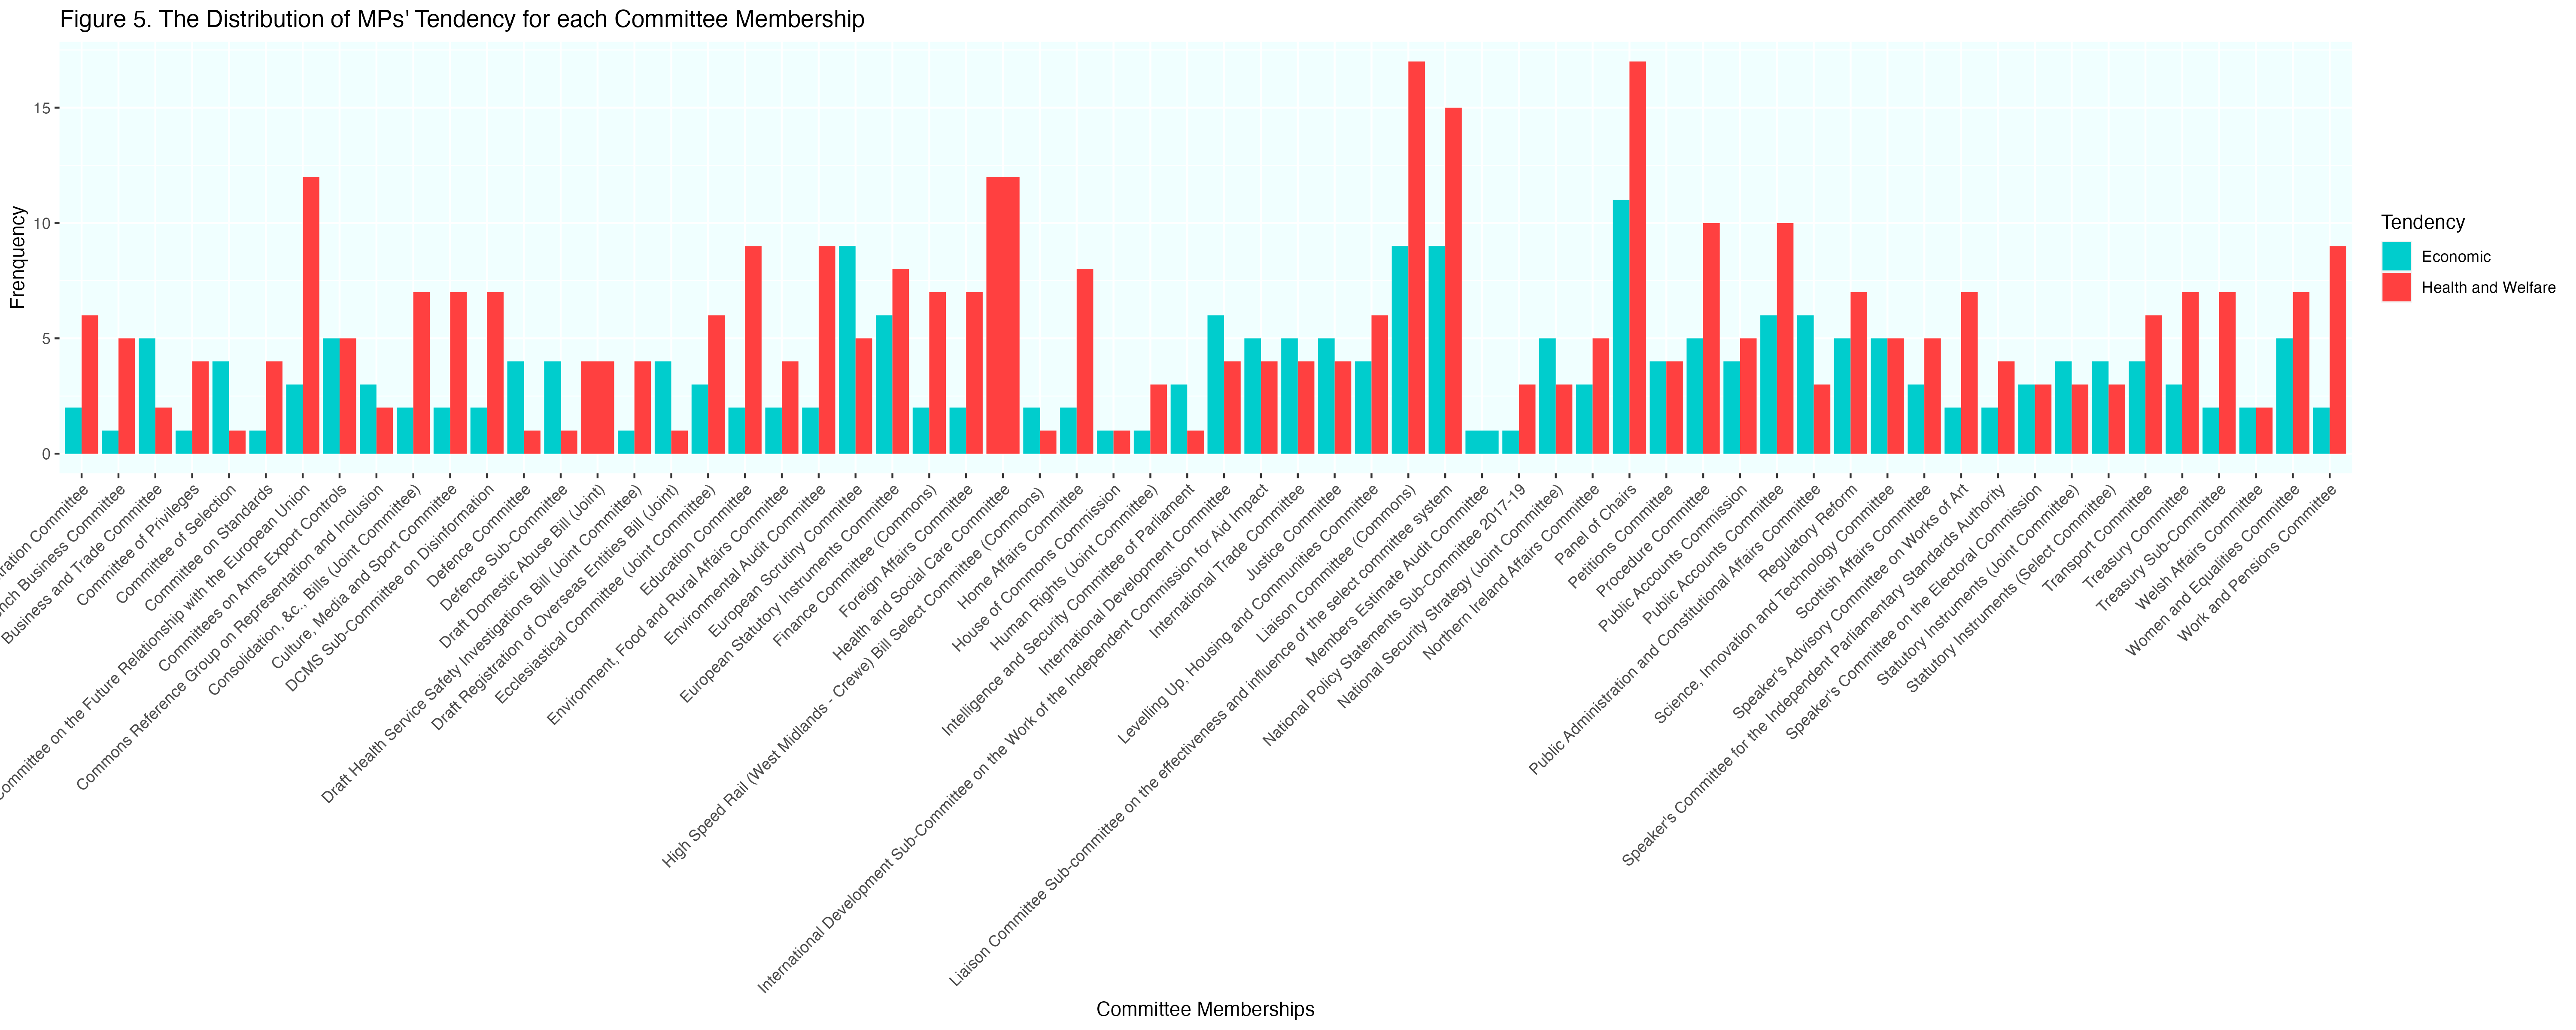 Figure 5. The Distribution of MPs' Tendency for each Committee Membership
Frenquency
15
10
5
0
Committee
Business Committee
Business and Trade Committee
Committee of Privileges
Committee of Selection
Committee on Standards
Committee on the Future Relationship with the European Union
Committees on Arms Export Controls
Commons Reference Group on Representation and Inclusion
Consolidation, &c., Bills (Joint Committee)
Culture, Media and Sport Committee
DCMS Sub-Committee on Disinformation
Defence Committee
Defence Sub-Committee
Draft Domestic Abuse Bill (Joint)
Draft Health Service Safety Investigations Bill (Joint Committee)
Draft Registration of Overseas Entities Bill (Joint)
Ecclesiastical Committee (Joint Committee)
Education Committee
Environment, Food and Rural Affairs Committee
Environmental Audit Committee
European Scrutiny Committee
European Statutory Instruments Committee
Finance Committee (Commons)
Foreign Affairs Committee
Health and Social Care Committee
High Speed Rail (West Midlands - Crewe) Bill Select Committee (Commons)
Home Affairs Committee
House of Commons Commission
Human Rights (Joint Committee)
Intelligence and Security Committee of Parliament
International Development Committee
International Development Sub-Committee on the Work of the Independent Commission for Aid Impact
International Trade Committee
Justice Committee
Levelling Up, Housing and Communities Committee
Liaison Committee (Commons)
Liaison Committee Sub-committee on the effectiveness and influence of the select committee system
Members Estimate Audit Committee
National Policy Statements Sub-Committee 2017-19
National Security Strategy (Joint Committee)
Northern Ireland Affairs Committee
Panel of Chairs
Petitions Committee
Procedure Committee
Public Accounts Commission
Public Accounts Committee
Public Administration and Constitutional Affairs Committee
Regulatory Reform
Science, Innovation and Technology Committee
Scottish Affairs Committee
Speaker's Advisory Committee on Works of Art
Speaker's Committee for the Independent Parliamentary Standards Authority
Speaker's Committee on the Electoral Commission
Statutory Instruments (Joint Committee)
Statutory Instruments (Select Committee)
Transport Committee
Treasury Committee
Treasury Sub-Committee
Welsh Affairs Committee
Women and Equalities Committee
Work and Pensions Committee
Committee Memberships
Tendency
Economic
Health and Welfare